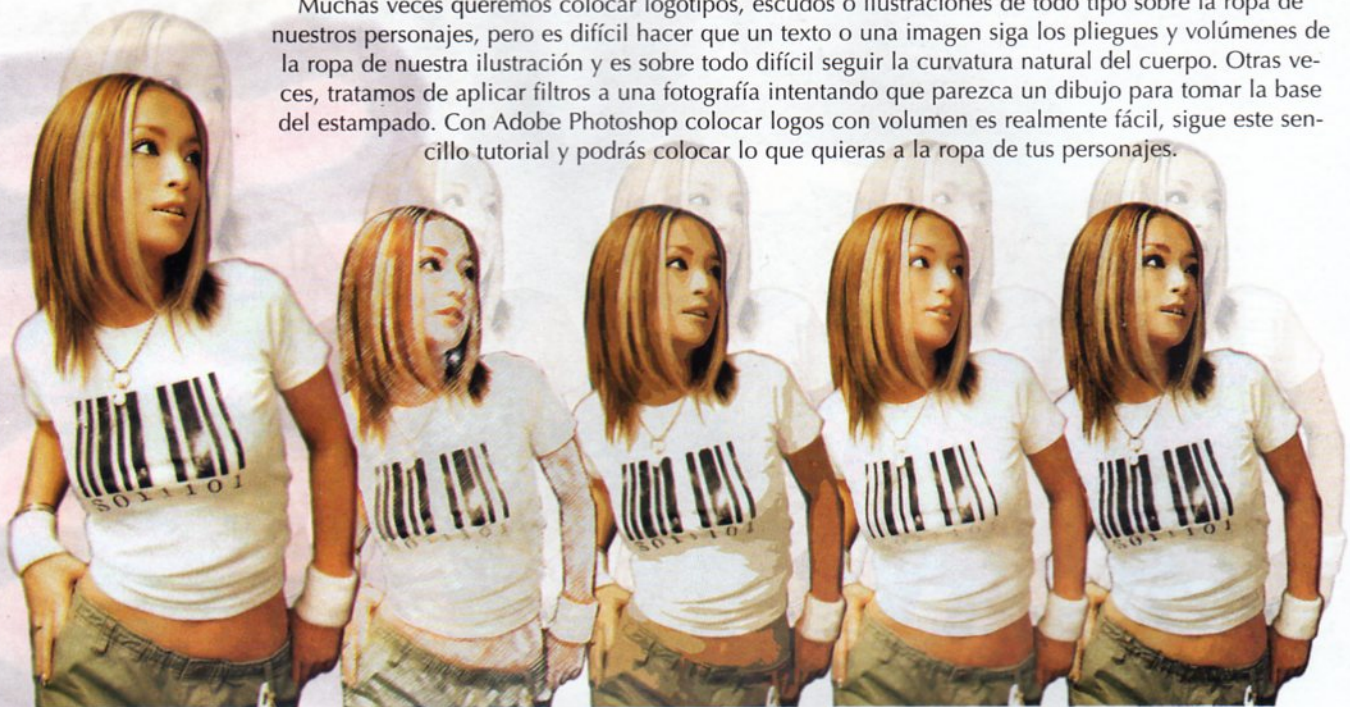 Muchas veces queremos colocar logotipos, escudos o ilustraciones de todo tipo sobre la ropa de
nuestros personajes, pero es difícil hacer que un texto o una imagen siga los pliegues y volúmenes de
la ropa de nuestra ilustración y es sobre todo difícil seguir la curvatura natural del cuerpo. Otras ve-
ces, tratamos de aplicar filtros a una fotografía intentando que parezca un dibujo para tomar la base
del estampado. Con Adobe Photoshop colocar logos con volumen es realmente fácil, sigue este sen-
cillo tutorial y podrás colocar lo que quieras a la ropa de tus personajes.